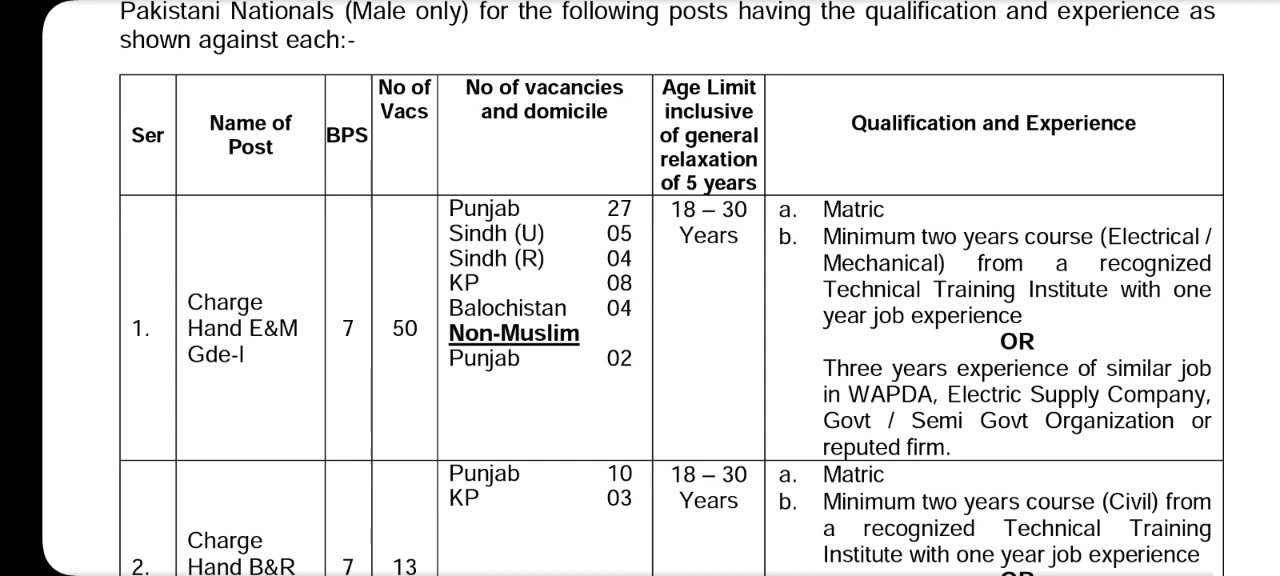 Pakistani Nationals (Male only) for the following posts having the qualification and experience as
shown against each:-
Ser
Name of
Post
BPS
No of
Vacs
No of vacancies
and domicile
Age Limit
inclusive
of general
relaxation
of 5 years
Qualification and Experience
1.
Charge
Hand E&M
Gde-I
7
50
Punjab 27
Sindh (U) 05
Sindh (R) 04
KP 08
Balochistan 04
Non-Muslim
Punjab 02
18 – 30
Years
a. Matric
b. Minimum two years course (Electrical /
Mechanical) from a recognized
Technical Training Institute with one
year job experience
OR
Three years experience of similar job
in WAPDA, Electric Supply Company,
Govt / Semi Govt Organization or
reputed firm.
2.
Charge
Hand B&R
7
13
Punjab 10
KP 03
18 – 30
Years
a. Matric
b. Minimum two years course (Civil) from
a recognized Technical Training
Institute with one year job experience